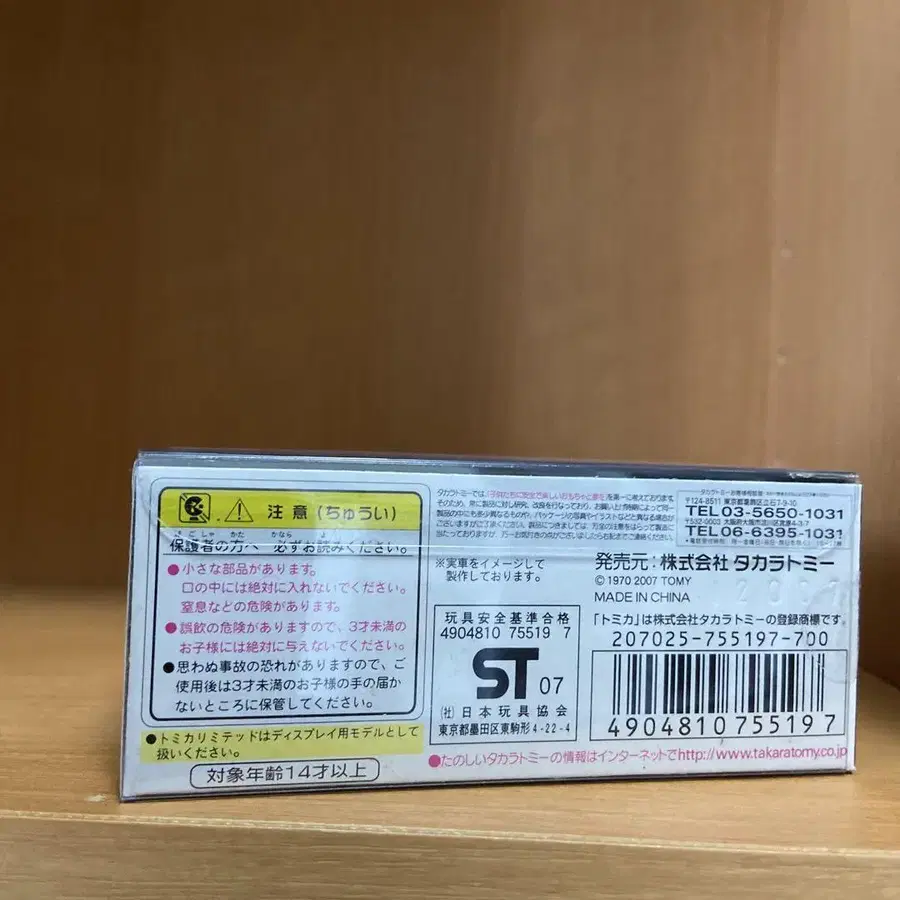 注意（ちゅうい）
保護者の方へ 必ずお読みください。
●小さな部品があります。
口の中には絶対に入れないでください。
窒息などの危険があります。
●誤飲の危険がありますので、3才未満の
お子様には絶対に与えないでください。
●思わぬ事故の恐れがありますので、ご
使用後は3才未満のお子様の手の届か
ないところに保管してください。
●トミカリミテッドはディスプレイ用モデルとして
扱いください。
対象年齢14才以上
※実車をイメージして
製作しております。
玩具安全基準合格
4904810 75519 7
ST 07
(社)日本玩具協会
東京都墨田区東駒形4-22-4
TEL03-5650-1031
TEL06-6395-1031
発売元：株式会社 タカラトミー
© 1970 2007 TOMY
MADE IN CHINA
「トミカ」は株式会社タカラトミーの登録商標です。
207025-755197-700
4904810755197
●たのしいタカラトミーの情報はインターネットでhttp://www.takaratomy.co.jp